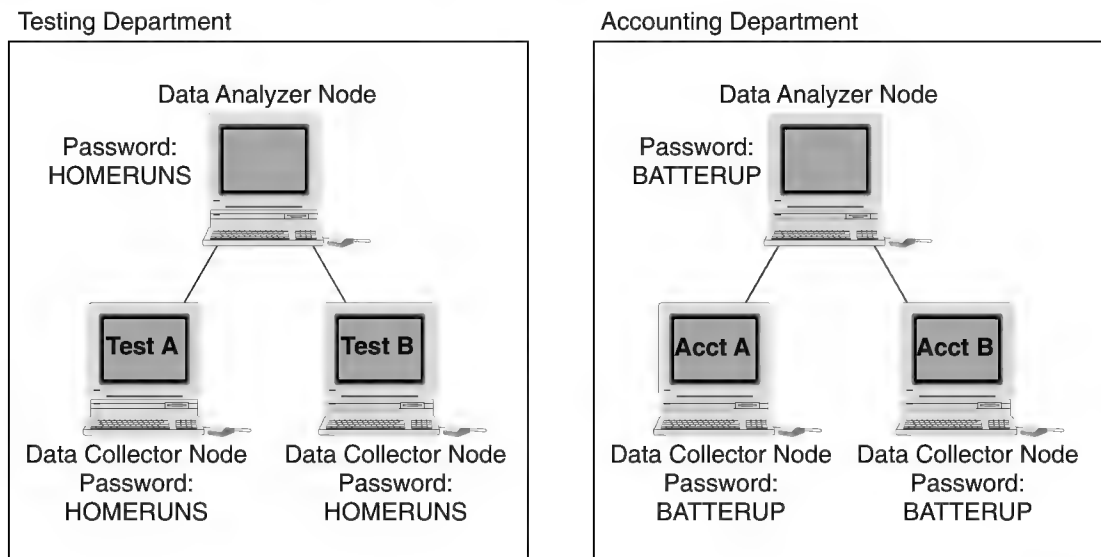 Testing Department
Data Analyzer Node
Password:
HOMERUNS
Test A
Test B
Data Collector Node
Password:
HOMERUNS
Data Collector Node
Password:
HOMERUNS
Accounting Department
Data Analyzer Node
Password:
BATTERUP
Acct A
Acct B
Data Collector Node
Password:
BATTERUP
Data Collector Node
Password:
BATTERUP